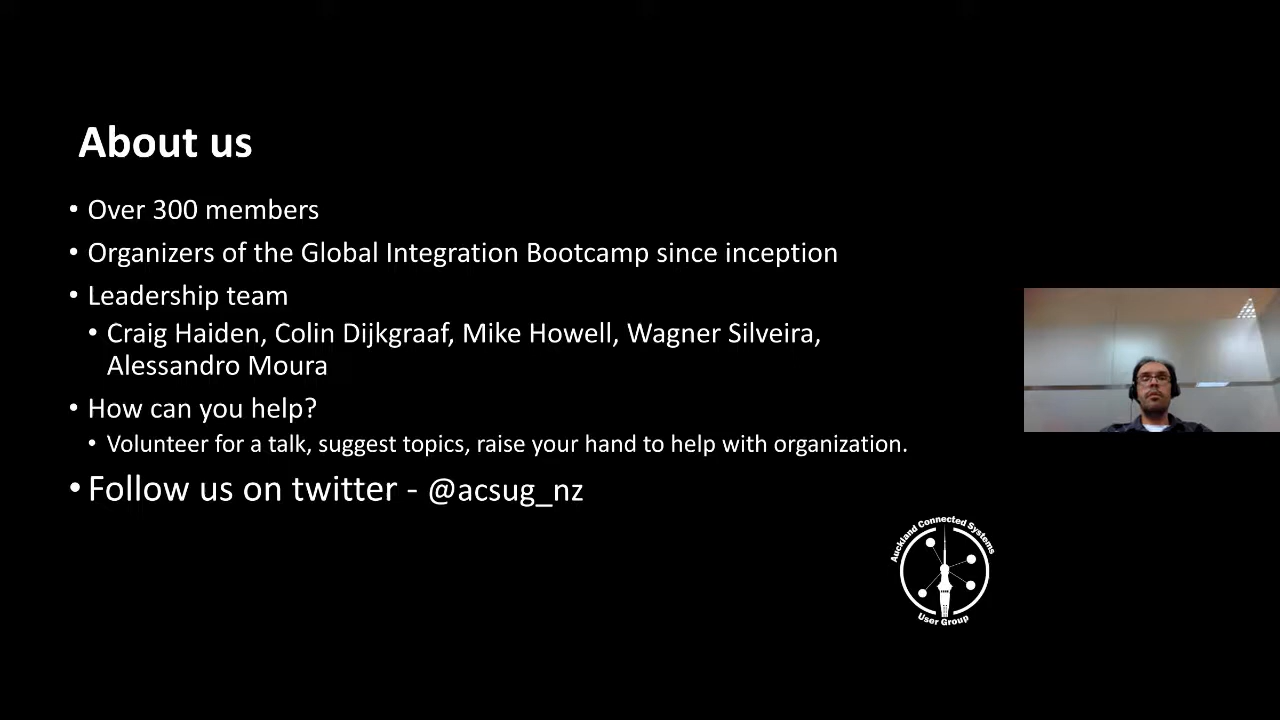 About us
• Over 300 members
• Organizers of the Global Integration Bootcamp since inception
• Leadership team
• Craig Haiden, Colin Dijkgraaf, Mike Howell, Wagner Silveira,
Alessandro Moura
• How can you help?
• Volunteer for a talk, suggest topics, raise your hand to help with organization.
• Follow us on twitter - @acsug_nz
Auckland Connected Systems
User Group